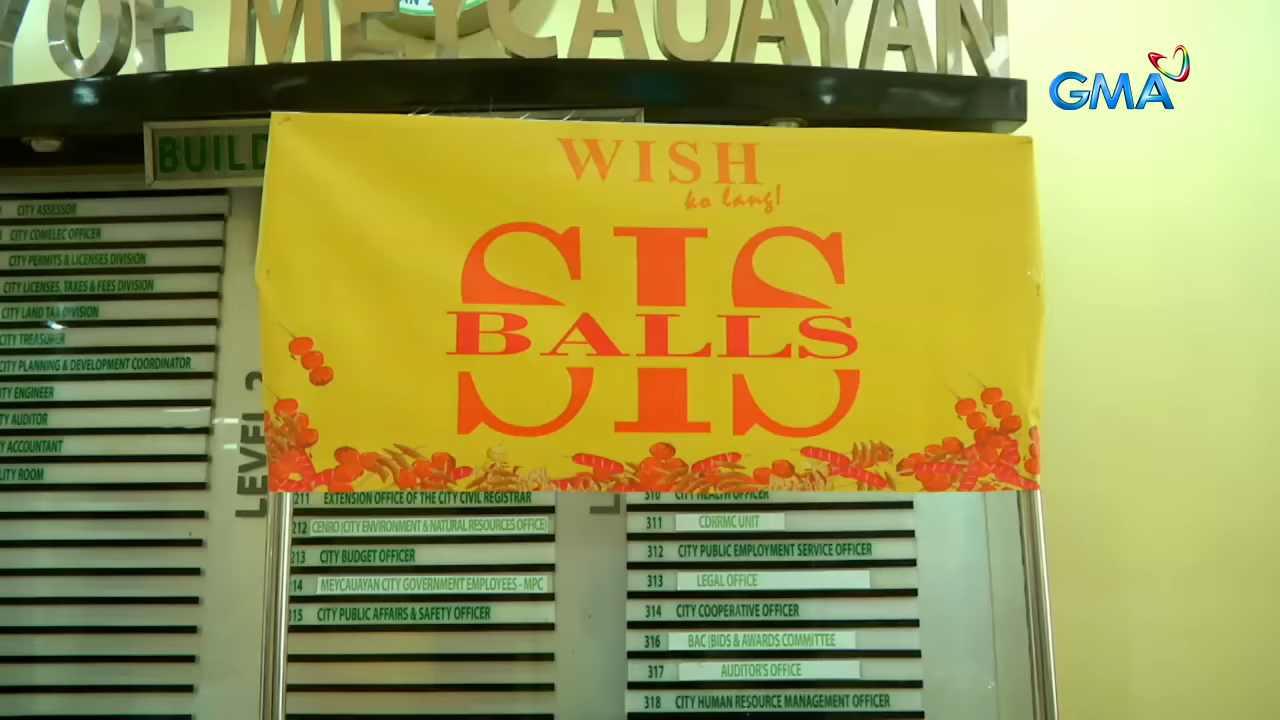 OF MEYCAUAYAN
GMA
BUILD
WISH
ko lang!
SIS
BALLS
CITY ASSESSOR
CITY COMELEC OFFICER
CITY PERMITS & LICENSES DIVISION
CITY LICENSES, TAXES & FEES DIVISION
CITY LAND TAX DIVISION
CITY TREASURER
CITY PLANNING & DEVELOPMENT COORDINATOR
ITY ENGINEER
TY AUDITOR
Y ACCOUNTANT
LITY ROOM
LEVEL 2
211 EXTENSION OFFICE OF THE CITY CIVIL REGISTRAR
212 CENRO (CITY ENVIRONMENT & NATURAL RESOURCES OFFICE)
213 CITY BUDGET OFFICER
214 MEYCAUAYAN CITY GOVERNMENT EMPLOYEES - MPC
215 CITY PUBLIC AFFAIRS & SAFETY OFFICER
310 CITY HEALTH OFFICER
311 CDRRMC UNIT
312 CITY PUBLIC EMPLOYMENT SERVICE OFFICER
313 LEGAL OFFICE
314 CITY COOPERATIVE OFFICER
316 BAC (BIDS & AWARDS COMMITTEE
317 AUDITOR'S OFFICE
318 CITY HUMAN RESOURCE MANAGEMENT OFFICER